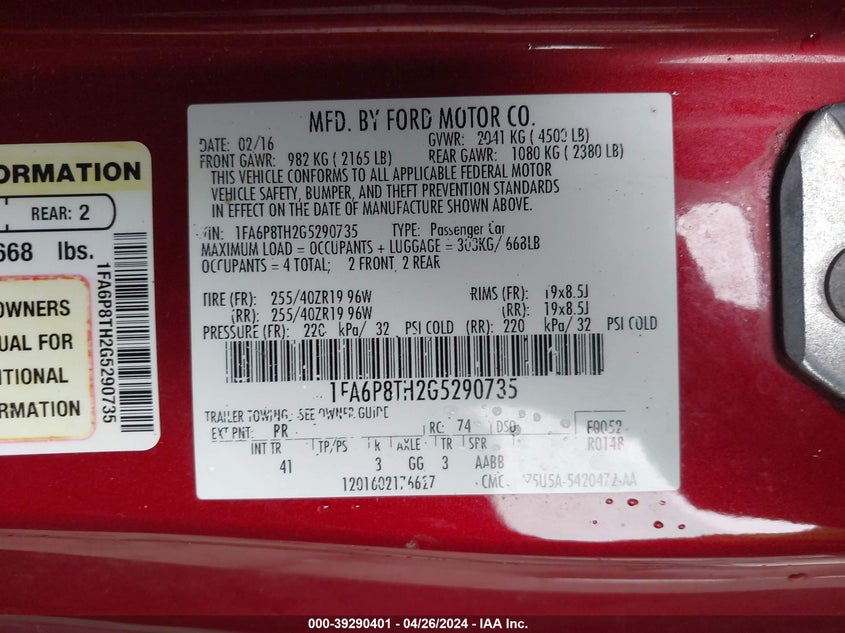 ORMATION
REAR: 2
668 lbs.
OWNERS
UAL FOR
ITIONAL
RMATION
1FA6P8TH2G5290735
MFD. BY FORD MOTOR CO.
DATE: 02/16 GVWR: 2041 KG ( 4500 LB)
FRONT GAWR: 982 KG ( 2165 LB) REAR GAWR: 1080 KG ( 2380 LB)
THIS VEHICLE CONFORMS TO ALL APPLICABLE FEDERAL MOTOR
VEHICLE SAFETY, BUMPER, AND THEFT PREVENTION STANDARDS
IN EFFECT ON THE DATE OF MANUFACTURE SHOWN ABOVE.
VIN: 1FA6P8TH2G5290735 TYPE: Passenger Car
MAXIMUM LOAD = OCCUPANTS + LUGGAGE = 303KG/ 668LB
OCCUPANTS = 4 TOTAL; 2 FRONT, 2 REAR
TIRE (FR): 255/40ZR19 96W RIMS (FR): 19x8.5J
(RR): 255/40ZR19 96W (RR): 19x8.5J
PRESSURE (FR): 220 kPa/ 32 PSI COLD (RR): 220 kPa/ 32 PSI COLD
1FA6P8TH2G5290735
TRAILER TOWING: SEE OWNER GUIDE
EXT PNT: RR RC: 74 DSO: F0052
INT TR TP/PS R AXLE TR SPR R0148
41 3 GG 3 AABB
CMC
000-39290401 - 04/26/2024 - IAA Inc.